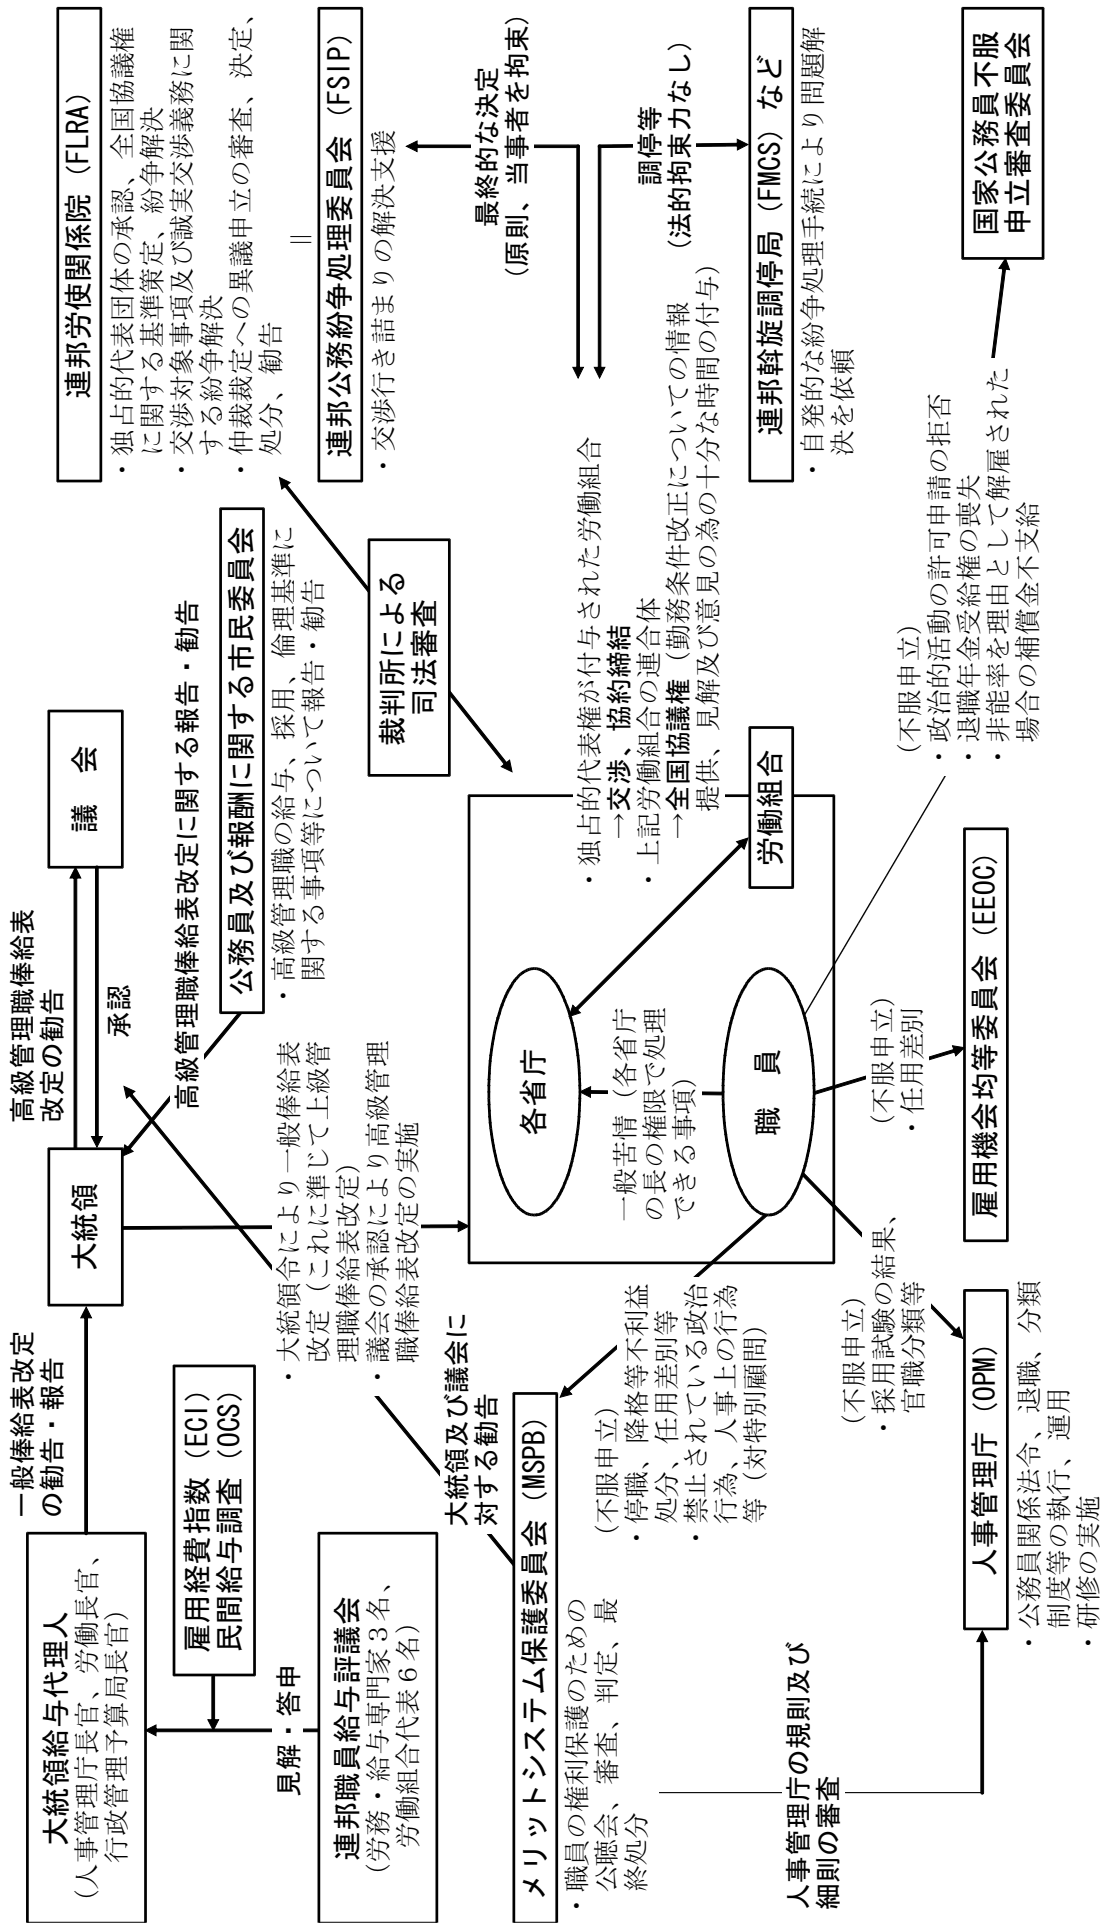 大統領給与代理人
(人事管理庁長官、労働長官、
行政管理予算局長官)
一般俸給表改定
の勧告・報告
大統領
高級管理職俸給表
改定の勧告
承認
議 会
雇用経費指数 (ECI)
民間給与調査 (OCS)
見解・答申
連邦職員給与評議会
(労務・給与専門家3名、
労働組合代表6名)
高級管理職俸給表改定に関する報告・勧告
公務員及び報酬に関する市民委員会
・高級管理職の給与、採用、倫理基準に
関する事項等について報告・勧告
・大統領令により一般俸給表
改定(これに準じて上級管
理職俸給表改定)
・議会の承認により高級管理
職俸給表改定の実施
大統領及び議会に
対する勧告
メリットシステム保護委員会 (MSPB)
・職員の権利保護のための
公聴会、審査、判定、最
終処分
(不服申立)
・停職、降格等不利益
処分、任用差別等
・禁止されている政治
行為、人事上の行為
等(対特別顧問)
人事管理庁の規則及び
細則の審査
人事管理庁 (OPM)
・公務員関係法令、退職、分類
制度等の執行、運用
・研修の実施
(不服申立)
・採用試験の結果、
官職分類等
各省庁
一般苦情(各省庁
の長の権限で処理
できる事項)
職 員
労働組合
(不服申立)
・任用差別
雇用機会均等委員会 (EEOC)
裁判所による
司法審査
・独占的代表権が付与された労働組合
→交渉、協約締結
・上記労働組合の連合体
→全国協議権(勤務条件改正についての情報
提供、見解及び意見の為の十分な時間の付与)
(不服申立)
・政治的活動の許可申請の拒否
・退職年金受給権の喪失
・非能率を理由として解雇された
場合の補償金不支給
連邦労使関係院 (FLRA)
・独占的代表団体の承認、全国協議権
に関する基準策定、紛争解決
・交渉対象事項及び誠実交渉義務に関
する紛争解決
・仲裁裁定への異議申立の審査、決定、
処分、勧告
||
連邦公務紛争処理委員会 (FSIP)
・交渉行き詰まりの解決支援
最終的な決定
(原則、当事者を拘束)
調停等
(法的拘束力なし)
連邦斡旋調停局 (FMCS) など
・自発的な紛争処理手続により問題解
決を依頼
国家公務員不服
申立審査委員会